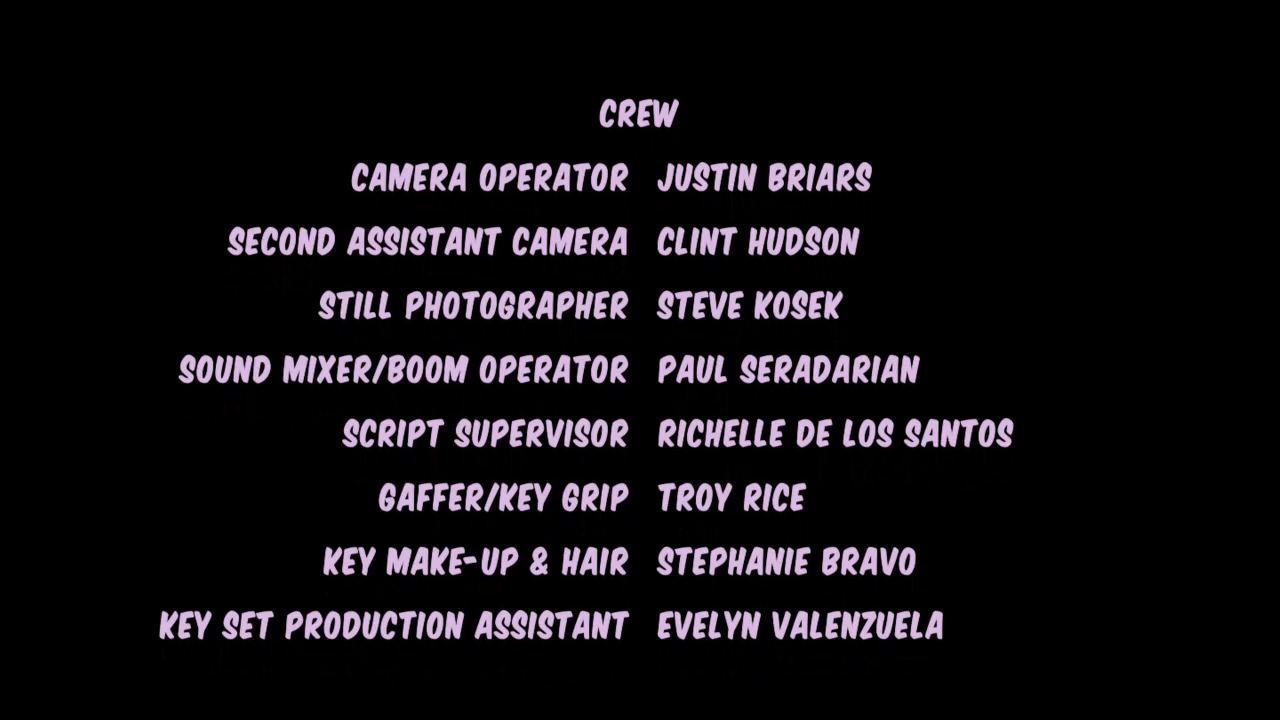 CREW
CAMERA OPERATOR JUSTIN BRIARS
SECOND ASSISTANT CAMERA CLINT HUDSON
STILL PHOTOGRAPHER STEVE KOSEK
SOUND MIXER/BOOM OPERATOR PAUL SERADARIAN
SCRIPT SUPERVISOR RICHELLE DE LOS SANTOS
GAFFER/KEY GRIP TROY RICE
KEY MAKE-UP & HAIR STEPHANIE BRAVO
KEY SET PRODUCTION ASSISTANT EVELYN VALENZUELA